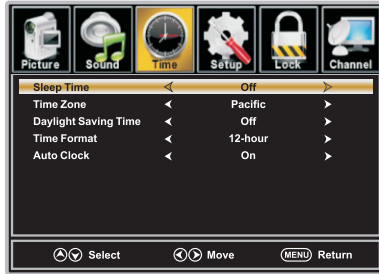 Picture Sound Time Setup Lock Channel
Sleep Time Off
Time Zone Pacific
Daylight Saving Time Off
Time Format 12-hour
Auto Clock On
Select Move MENU Return